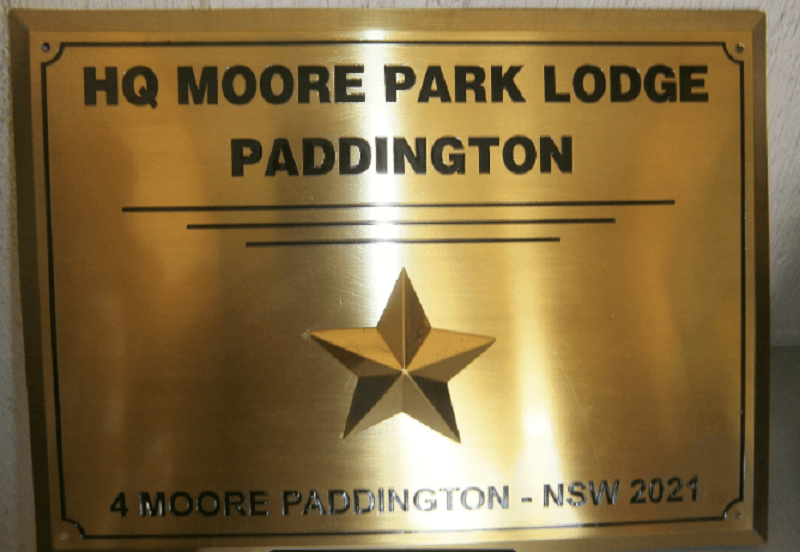 HQ MOORE PARK LODGE
PADDINGTON
4 MOORE PADDINGTON - NSW 2021